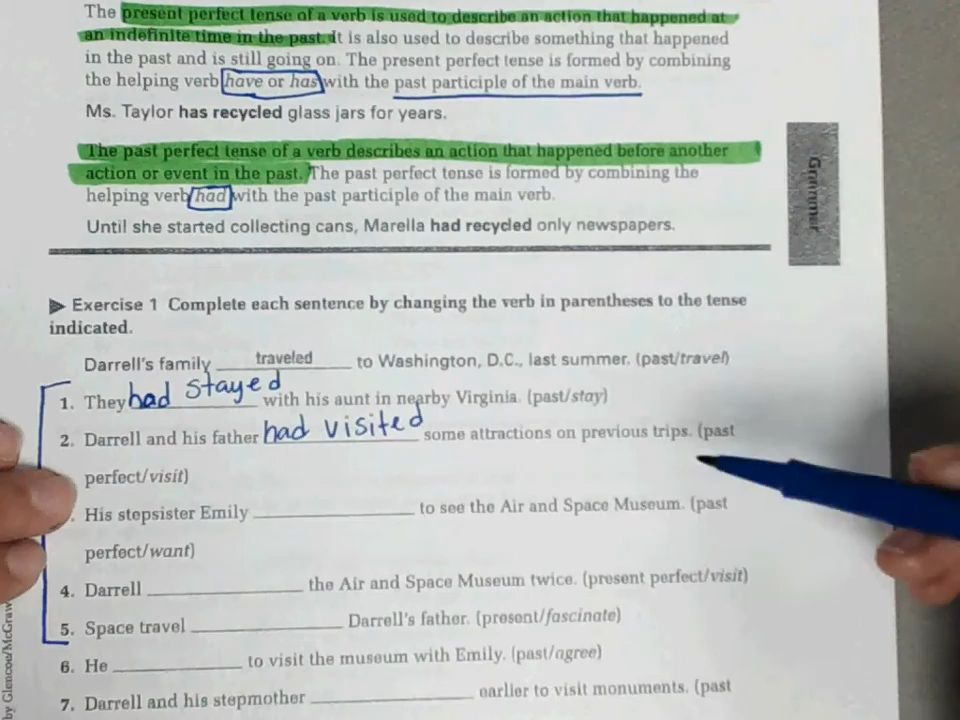 The present perfect tense of a verb is used to describe an action that happened at
an indefinite time in the past. It is also used to describe something that happened
in the past and is still going on. The present perfect tense is formed by combining
the helping verb have or has with the past participle of the main verb.
Ms. Taylor has recycled glass jars for years.
The past perfect tense of a verb describes an action that happened before another
action or event in the past. The past perfect tense is formed by combining the
helping verb had with the past participle of the main verb.
Until she started collecting cans, Marella had recycled only newspapers.
Grammar
▶ Exercise 1 Complete each sentence by changing the verb in parentheses to the tense
indicated.
Darrell's family traveled to Washington, D.C., last summer. (past/travel)
1. They had stayed with his aunt in nearby Virginia. (past/stay)
2. Darrell and his father had visited some attractions on previous trips. (past
perfect/visit)
. His stepsister Emily ______ to see the Air and Space Museum. (past
perfect/want)
4. Darrell ______ the Air and Space Museum twice. (present perfect/visit)
5. Space travel ______ Darrell's father. (present/fascinate)
6. He ______ to visit the museum with Emily. (past/agree)
7. Darrell and his stepmother ______ earlier to visit monuments. (past
by Glencoe/McGraw